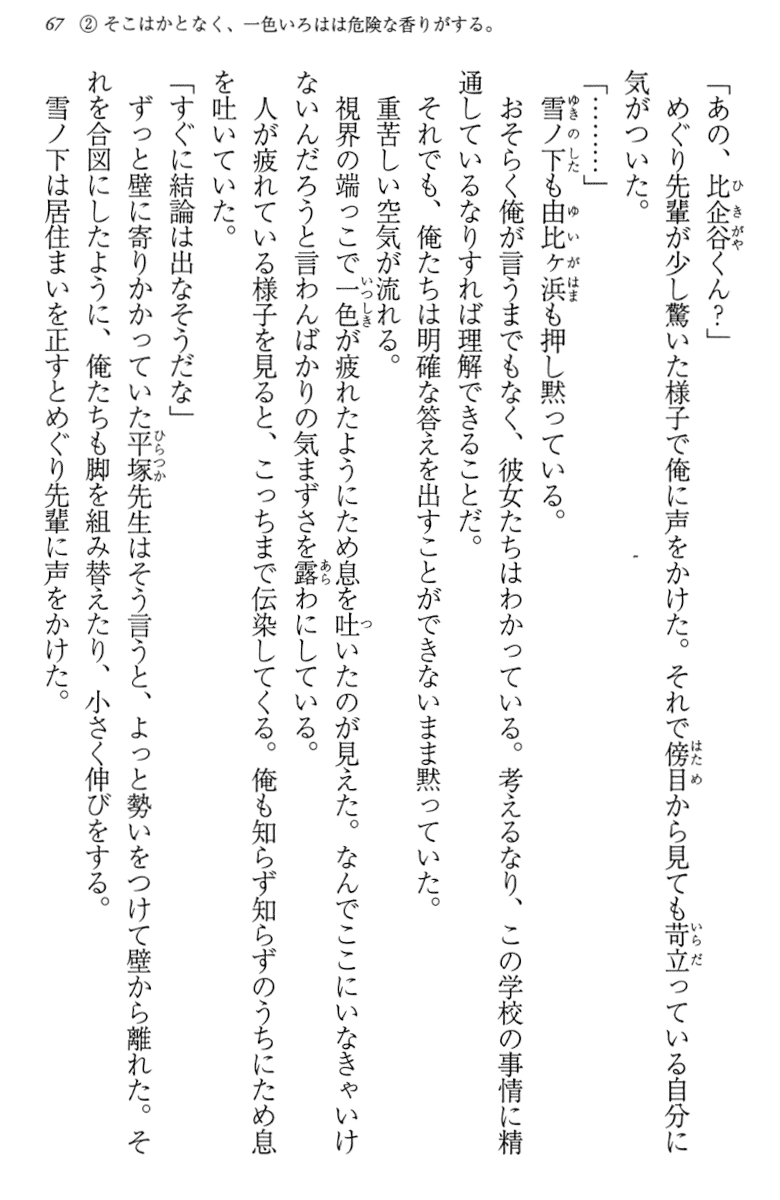 67　② そこはかとなく、一色いろはは危険な香りがする。
「あの、比企谷くん？」
めぐり先輩が少し驚いた様子で俺に声をかけた。それで傍目から見ても苛立っている自分に
気がついた。
「………」
雪ノ下も由比ヶ浜も押し黙っている。
おそらく俺が言うまでもなく、彼女たちはわかっている。考えるなり、この学校の事情に精
通しているなりすれば理解できることだ。
それでも、俺たちは明確な答えを出すことができないまま黙っていた。
重苦しい空気が流れる。
視界の端っこで一色が疲れたようにため息を吐いたのが見えた。なんでここにいなきゃいけ
ないんだろうと言わんばかりの気まずさを露わにしている。
人が疲れている様子を見ると、こっちまで伝染してくる。俺も知らず知らずのうちにため息
を吐いていた。
「すぐに結論は出なそうだな」
ずっと壁に寄りかかっていた平塚先生はそう言うと、よっと勢いをつけて壁から離れた。そ
れを合図にしたように、俺たちも脚を組み替えたり、小さく伸びをする。
雪ノ下は居住まいを正すとめぐり先輩に声をかけた。